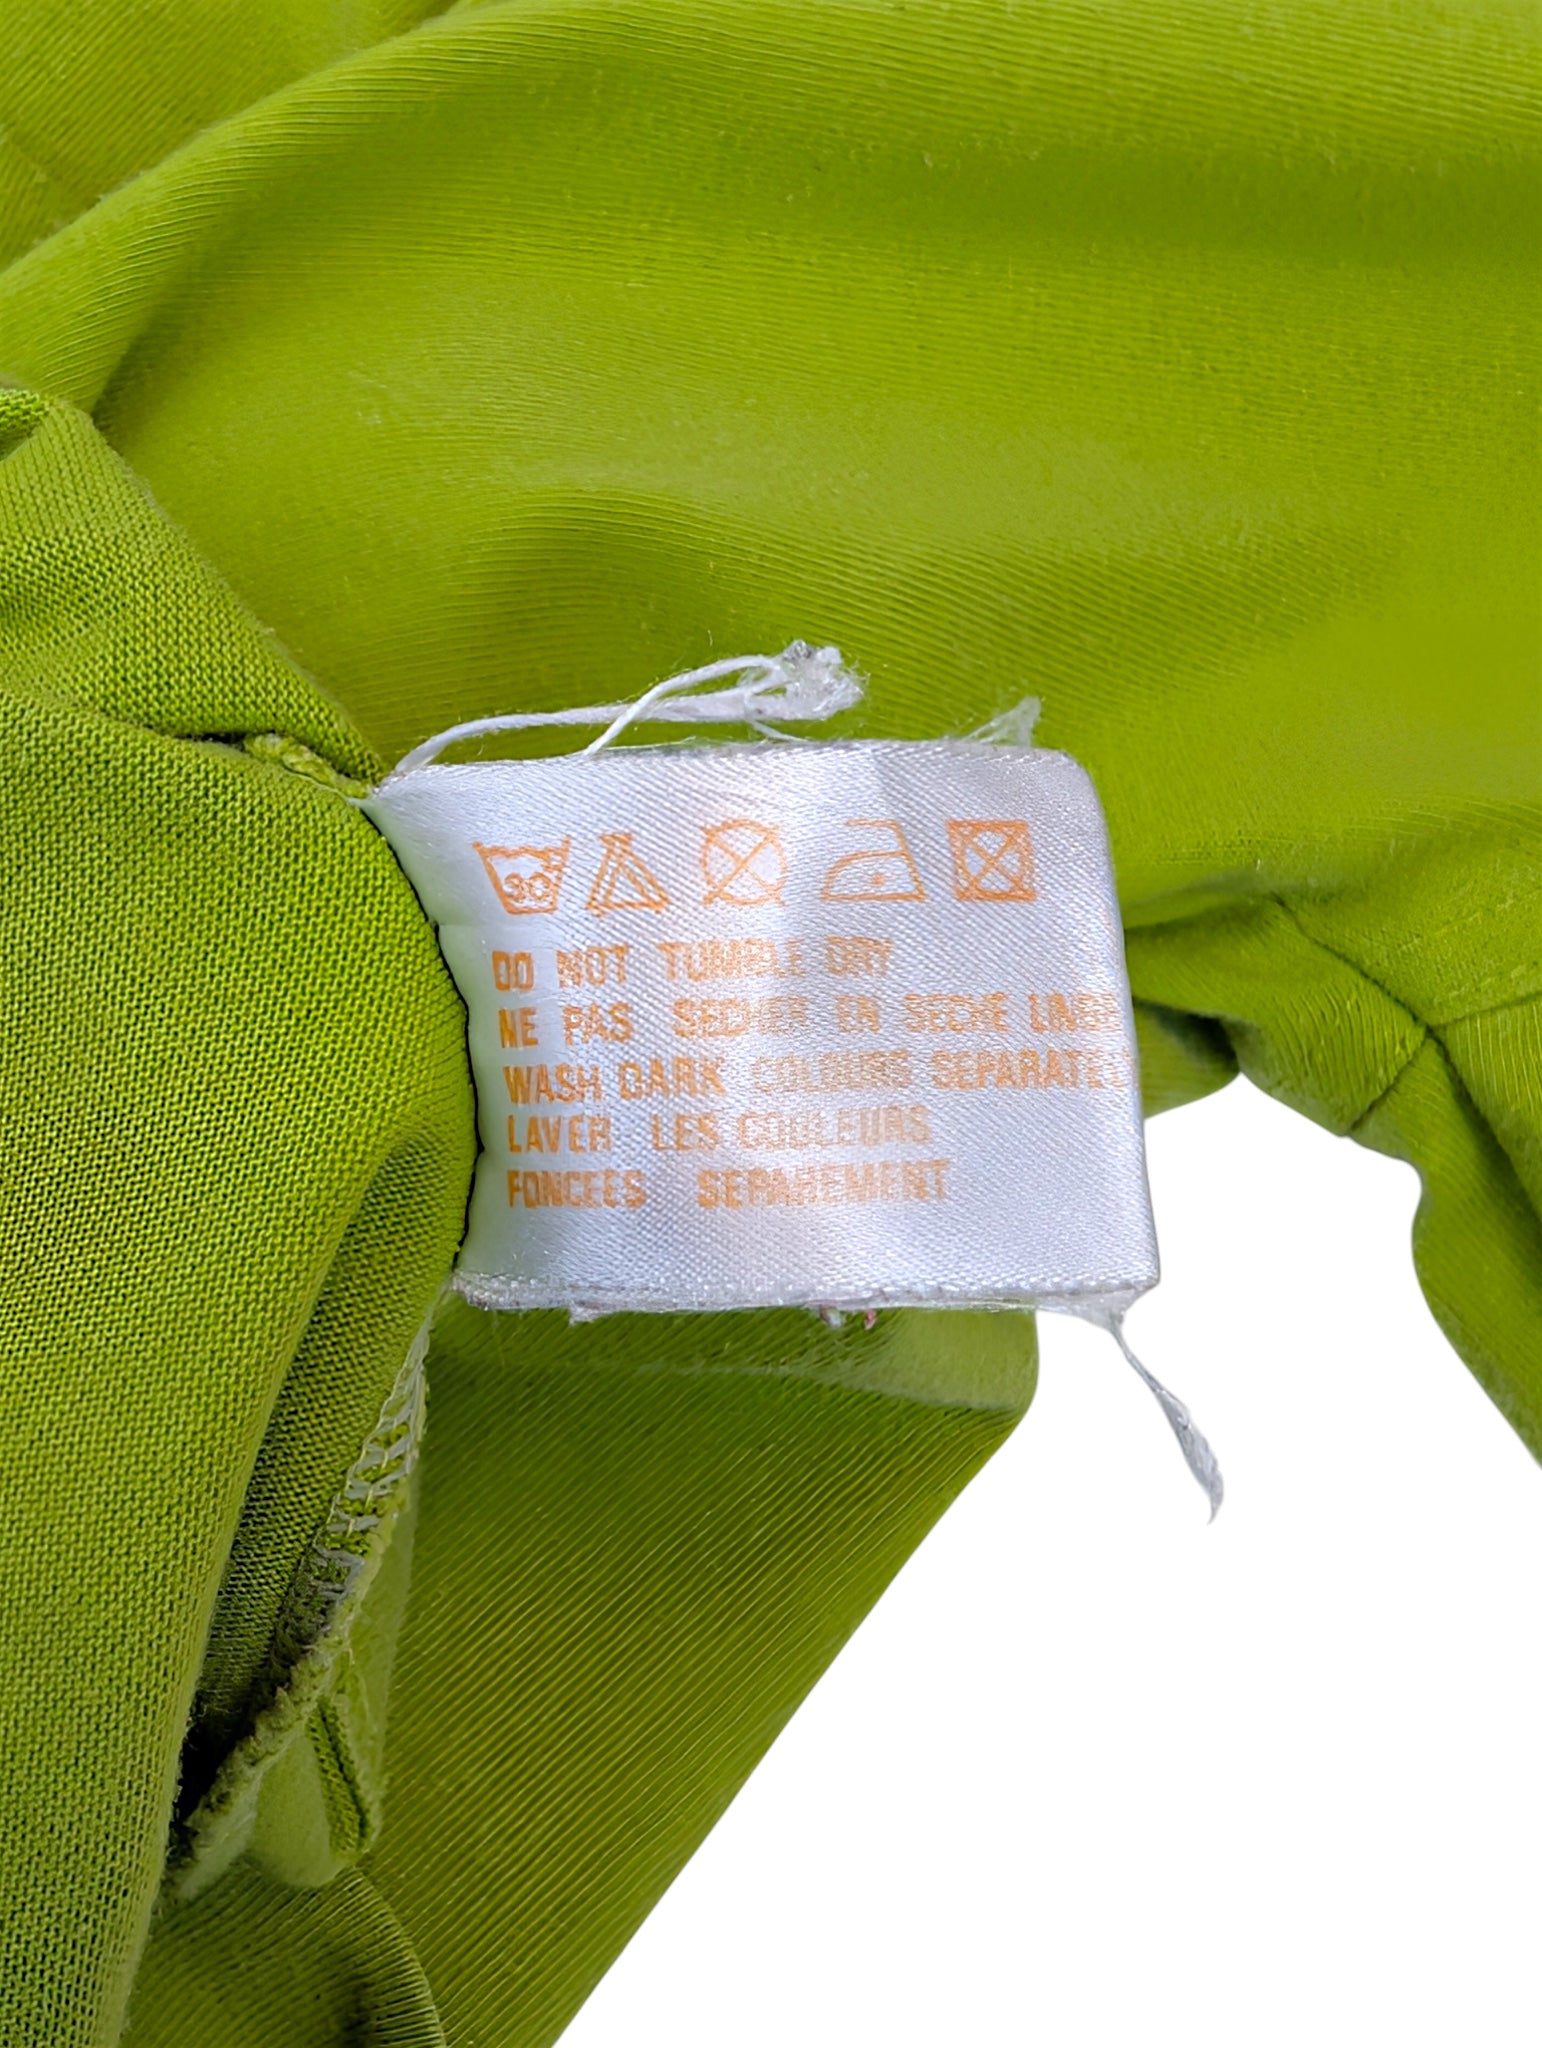 30°
DO NOT TUMBLE DRY
NE PAS SECHER EN SECHE LINGE
WASH DARK COLOURS SEPARATELY
LAVER LES COULEURS
FONCEES SEPAREMENT